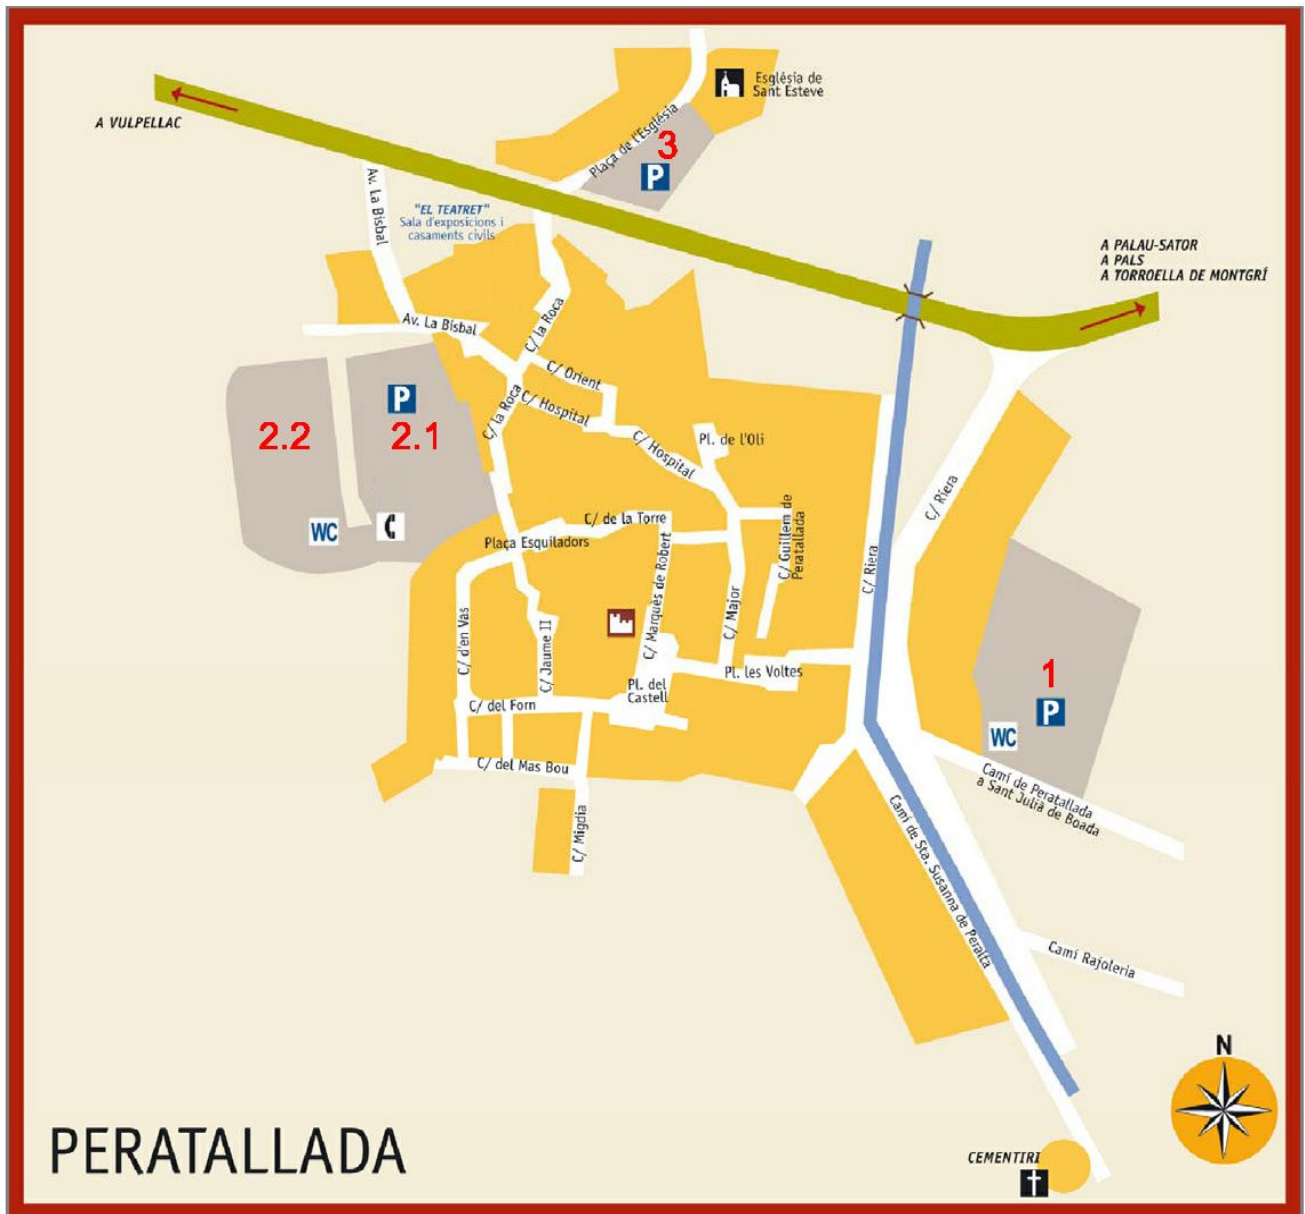 Església de
Sant Esteve
A VULPELLAC
Plaça de l'Església
3
P
Av. La Bisbal
"EL TEATRET"
Sala d'exposicions i
casaments civils
A PALAU-SATOR
A PALS
A TORROELLA DE MONTGRÍ
Av. La Bisbal
C/ la Roca
C/ Orient
P
C/ la Roca
C/ Hospital
2.2
2.1
C/ Hospital
Pl. de l'Oli
C/ Riera
WC
C/ de la Torre
Plaça Esquiladors
C/ Marquès de Robert
C/ Guillem de
Peratallada
C/ Riera
C/ d'en Vas
C/ Jaume II
C/ Major
Pl. les Voltes
1
P
WC
Pl. del
Castell
C/ del Forn
C/ del Mas Bou
C/ Migdia
Camí de Peratallada
a Sant Julià de Boada
Camí de Sta. Susanna de Peralta
Camí Rajoleria
N
PERATALLADA
CEMENTIRI